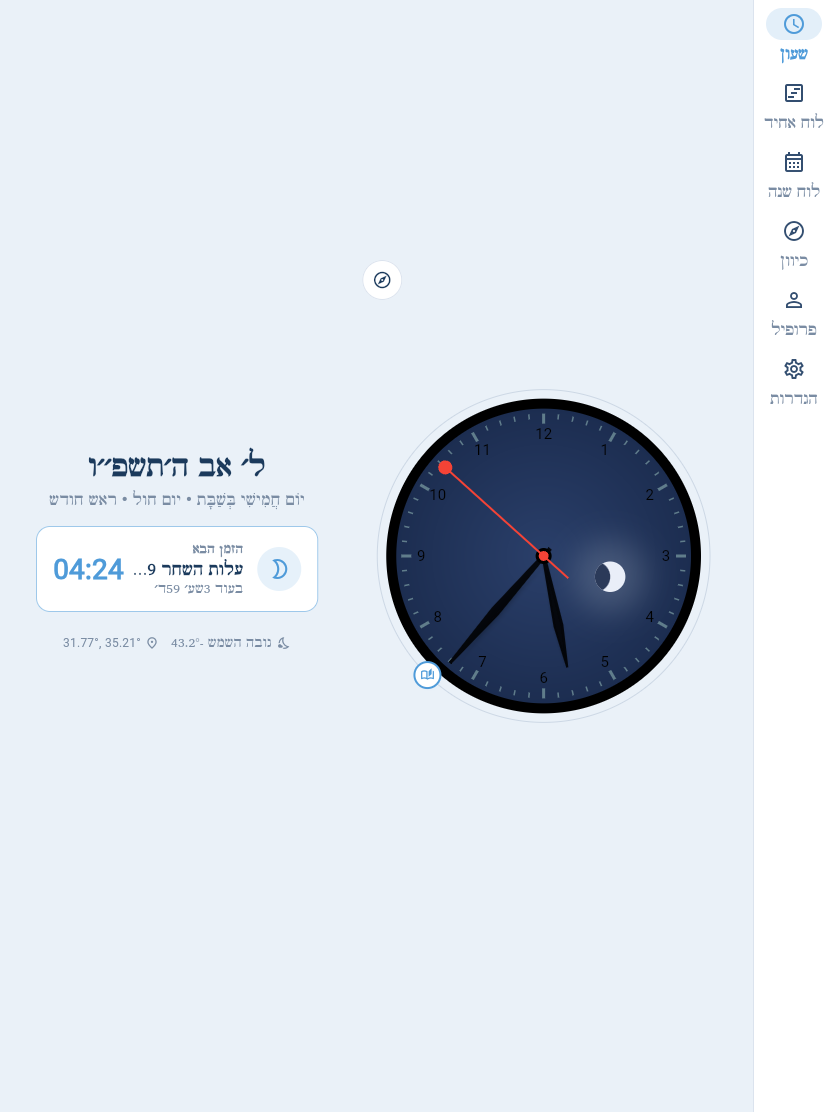 שעון
לוח אחיד
לוח שנה
כיוון
פרופיל
הגדרות
ל׳ אב ה׳תשפ״ו
יוֹם חֲמִישִׁי בְּשַׁבָּת • יום חול • ראש חודש
הזמן הבא
עלות השחר 9...
בעוד 3שע׳ 59ד׳
04:24
גובה השמש -43.2°
31.77°, 35.21°
12
1
2
3
4
5
6
7
8
9
10
11